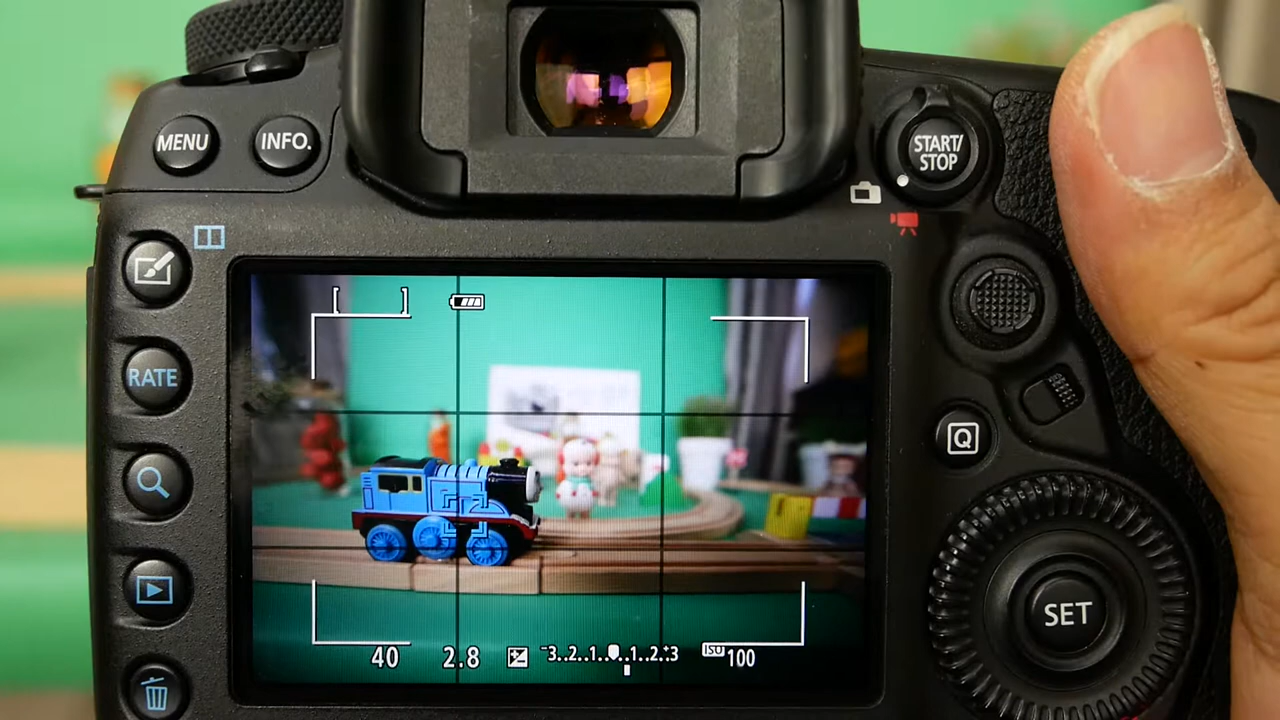 MENU
INFO.
START/
STOP
RATE
Q
SET
40 2.8 -3..2..1..0..1..2..+3 ISO 100